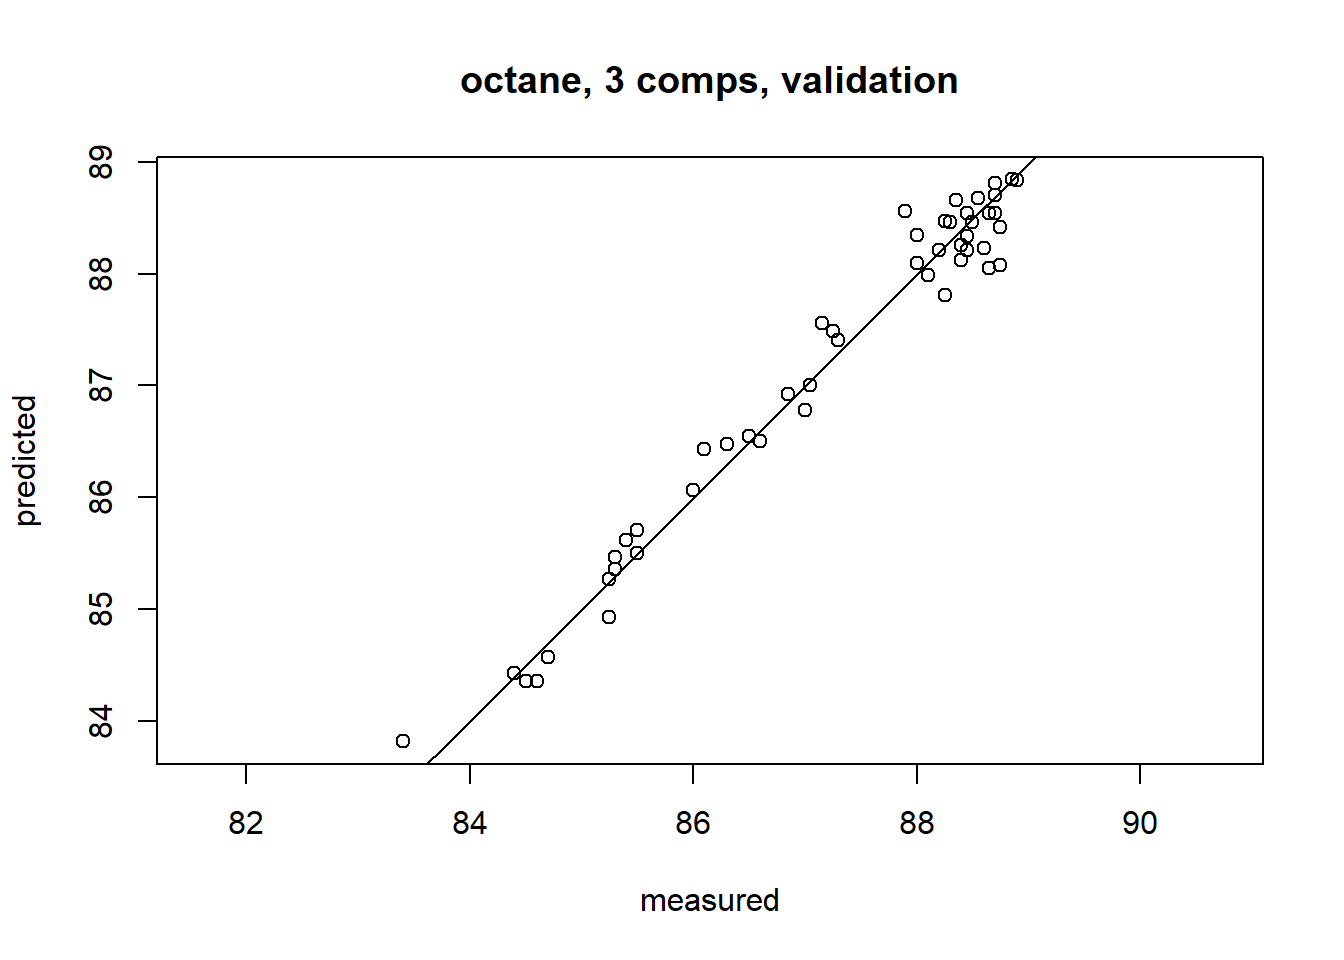 octane, 3 comps, validation
predicted
89
88
87
86
85
84
82 84 86 88 90
measured